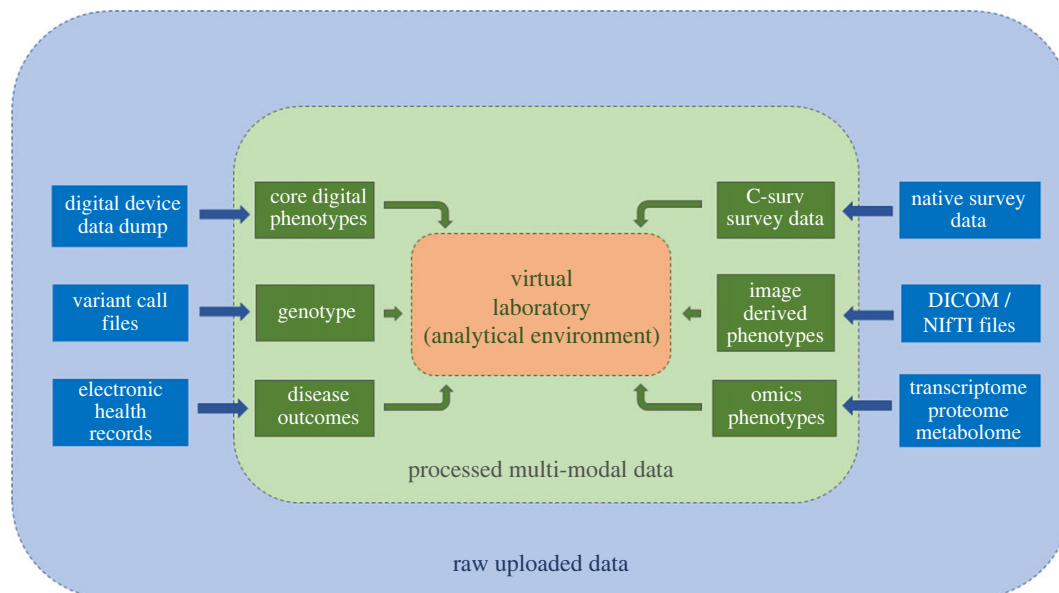 digital device
data dump
core digital
phenotypes
C-surv
survey data
native survey
data
variant call
files
genotype
virtual
laboratory
(analytical environment)
image
derived
phenotypes
DICOM /
NIfTI files
electronic
health
records
disease
outcomes
omics
phenotypes
transcriptome
proteome
metabolome
processed multi-modal data
raw uploaded data